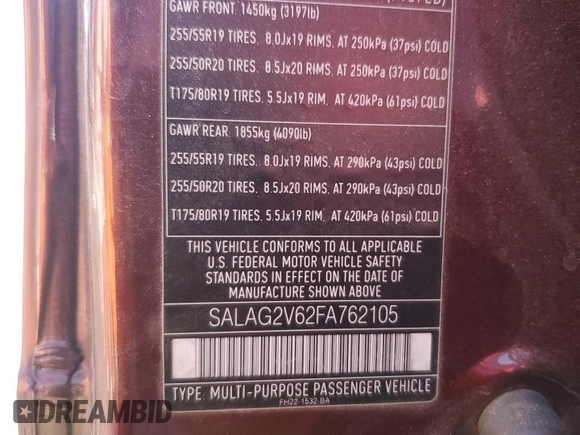 GAWR FRONT 1450kg (3197lb)
255/55R19 TIRES. 8.0Jx19 RIMS. AT 250kPa (37psi) COLD
255/50R20 TIRES. 8.5Jx20 RIMS. AT 250kPa (37psi) COLD
T175/80R19 TIRES. 5.5Jx19 RIM. AT 420kPa (61psi) COLD
GAWR REAR 1855kg (4090lb)
255/55R19 TIRES. 8.0Jx19 RIMS. AT 290kPa (43psi) COLD
255/50R20 TIRES. 8.5Jx20 RIMS. AT 290kPa (43psi) COLD
T175/80R19 TIRES. 5.5Jx19 RIM. AT 420kPa (61psi) COLD
THIS VEHICLE CONFORMS TO ALL APPLICABLE
U.S. FEDERAL MOTOR VEHICLE SAFETY
STANDARDS IN EFFECT ON THE DATE OF
MANUFACTURE SHOWN ABOVE
SALAG2V62FA762105
TYPE: MULTI-PURPOSE PASSENGER VEHICLE
FH22-1532-BA
DREAMBID